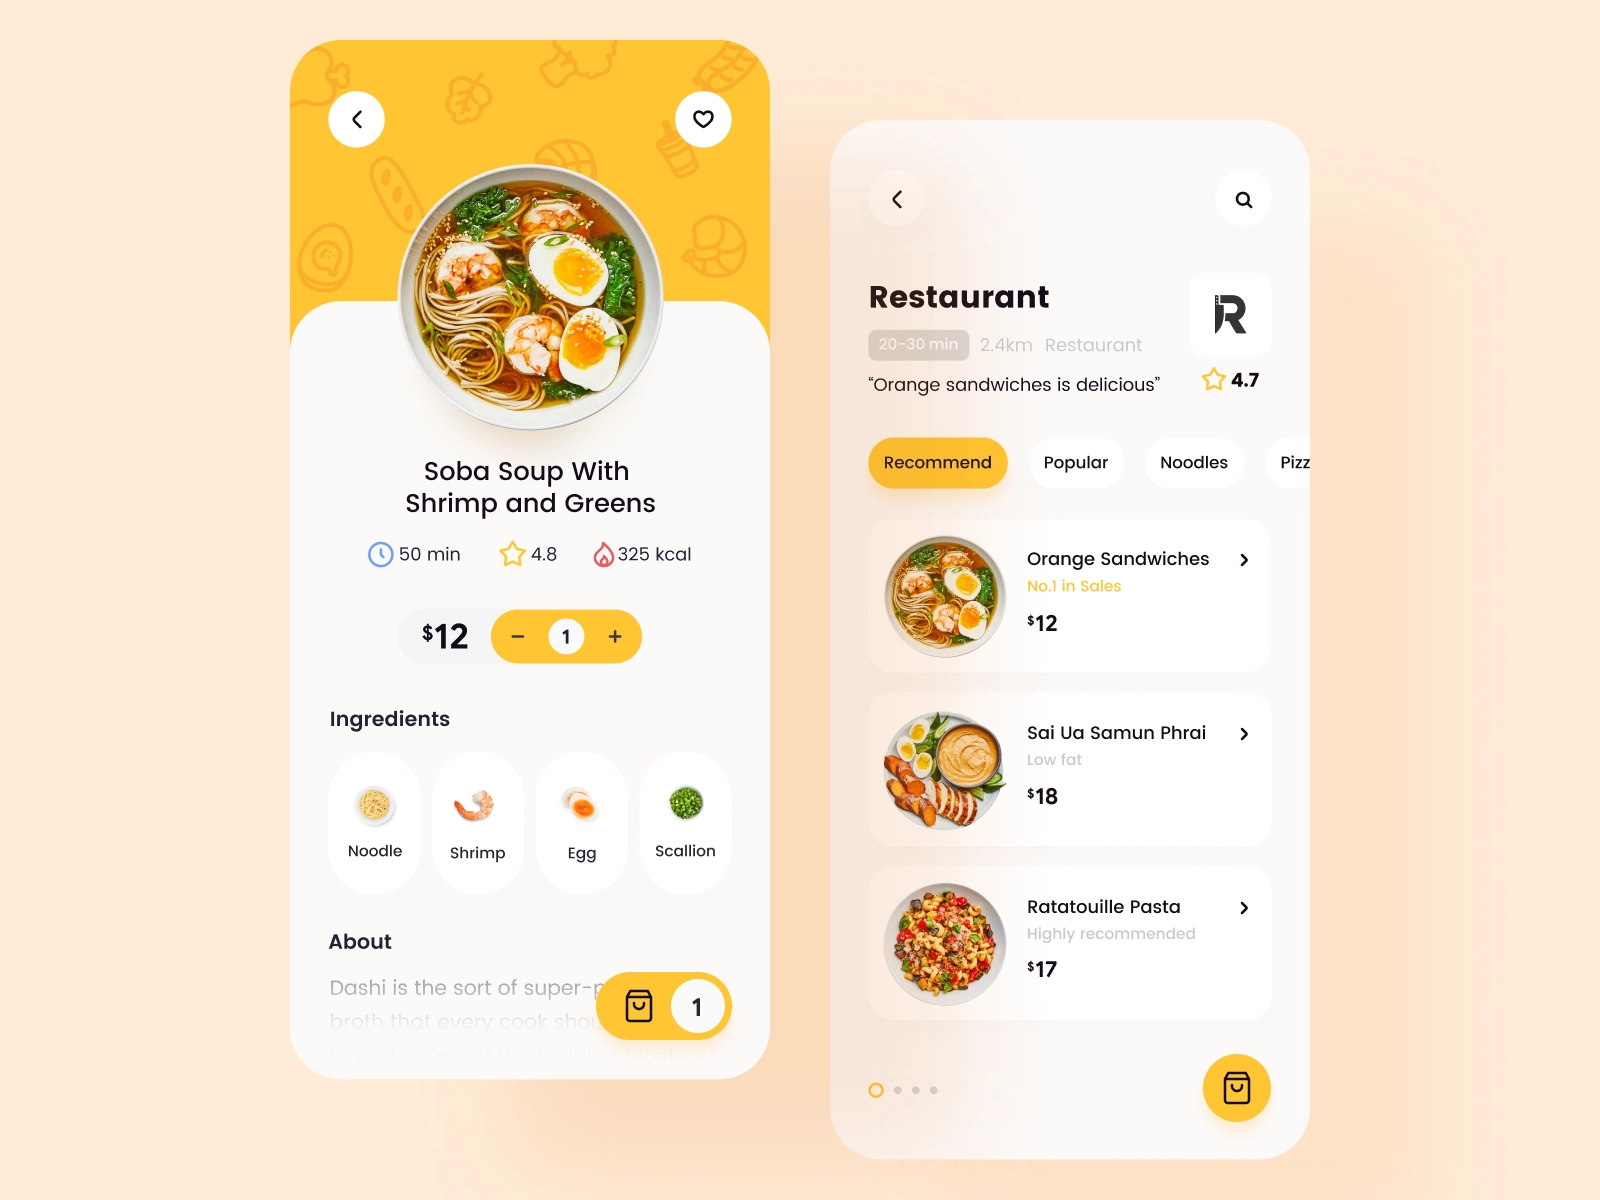 Soba Soup With
Shrimp and Greens
50 min
4.8
325 kcal
$12
1
Ingredients
Noodle
Shrimp
Egg
Scallion
About
Dashi is the sort of super-p
broth that every cook shou
1
Restaurant
R
20-30 min 2.4km Restaurant
“Orange sandwiches is delicious”
4.7
Recommend
Popular
Noodles
Pizz
Orange Sandwiches
No.1 in Sales
$12
Sai Ua Samun Phrai
Low fat
$18
Ratatouille Pasta
Highly recommended
$17